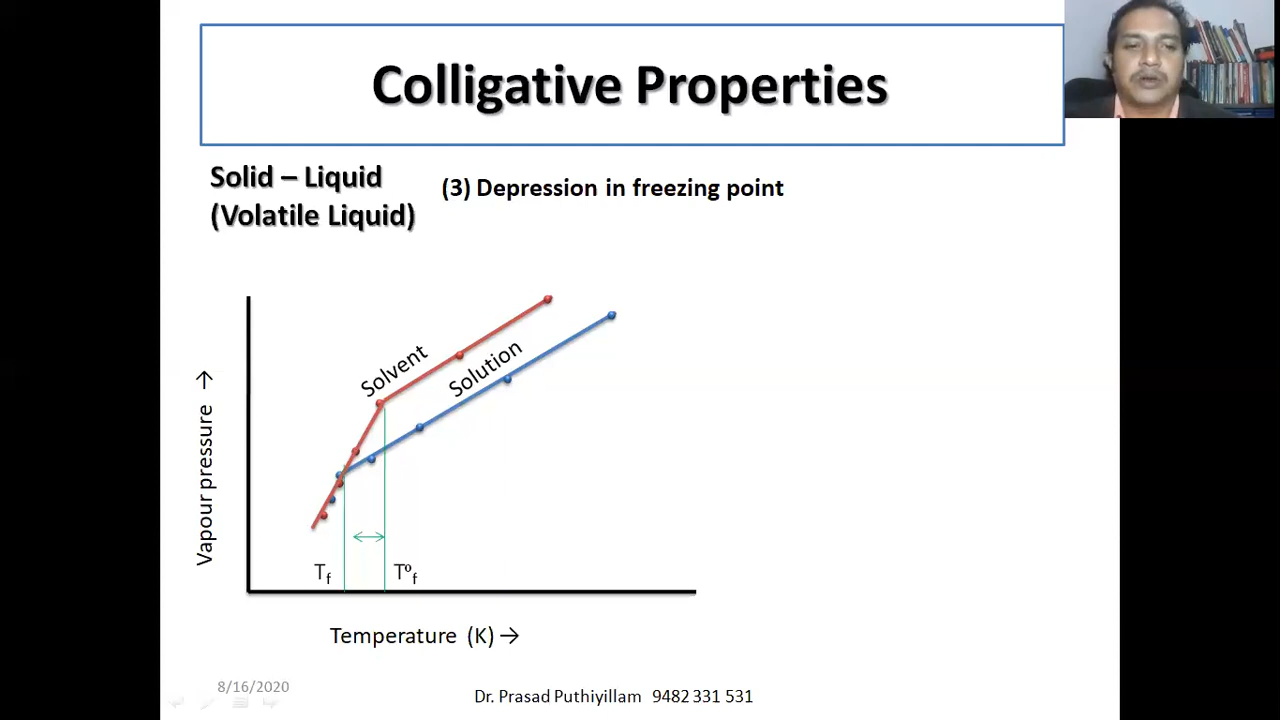 Colligative Properties
Solid – Liquid
(Volatile Liquid)
(3) Depression in freezing point
Solvent
Solution
Vapour pressure →
Tf
Tºf
Temperature (K) →
8/16/2020
Dr. Prasad Puthiyillam 9482 331 531